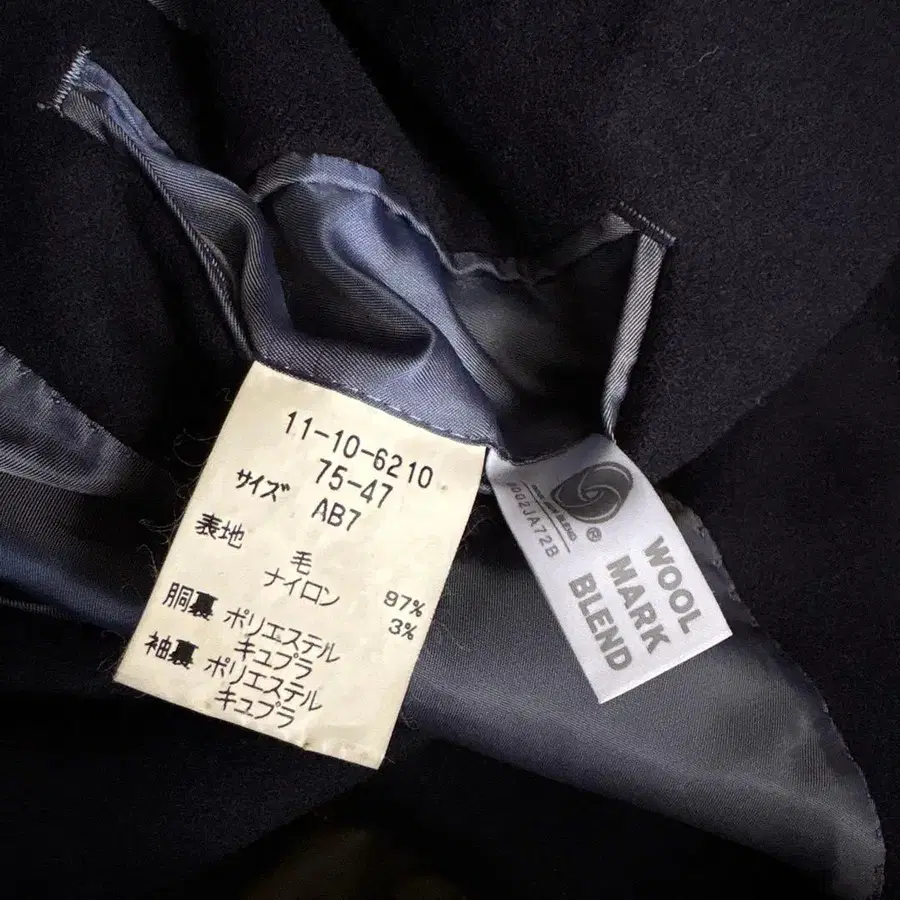 11-10-6210
75-47
サイズ AB7
表地
毛 97%
ナイロン 3%
胴裏 ポリエステル
キュプラ
袖裏 ポリエステル
キュプラ
WOOL
MARK
BLEND